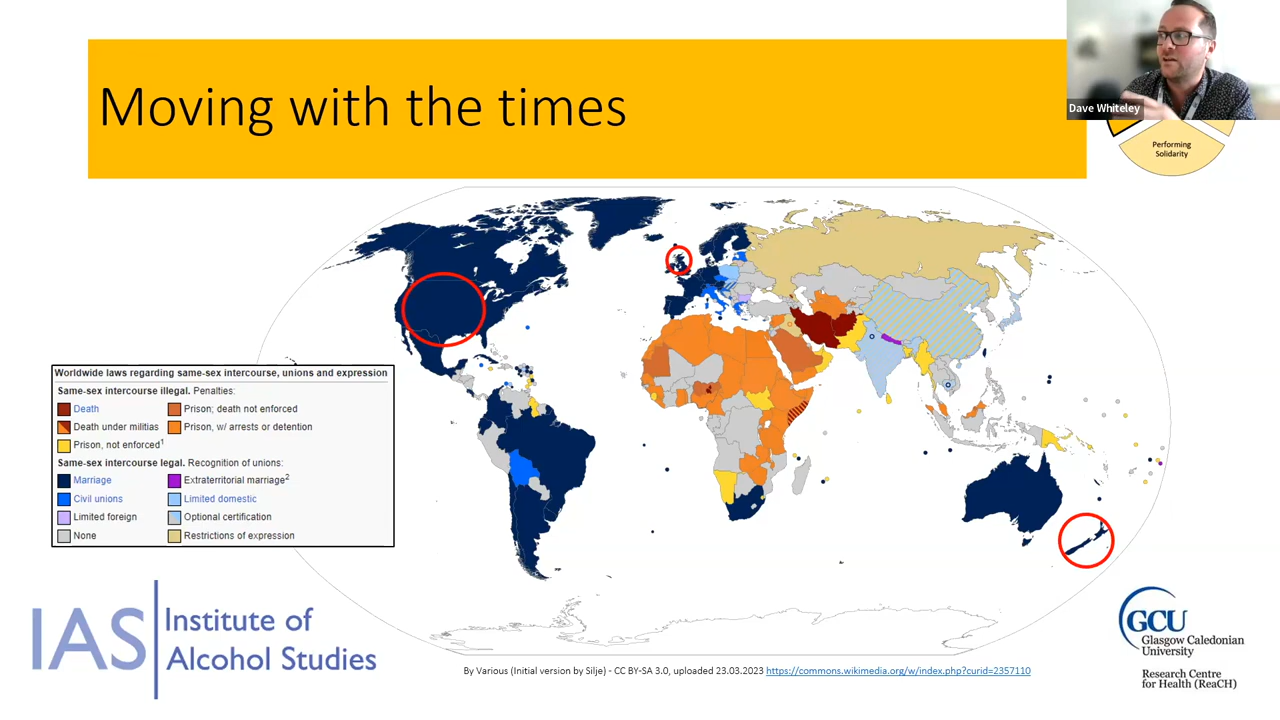 Moving with the times
Dave Whiteley
Performing
Solidarity
Worldwide laws regarding same-sex intercourse, unions and expression
Same-sex intercourse illegal. Penalties:
Death
Prison; death not enforced
Death under militias
Prison, w/ arrests or detention
Prison, not enforced1
Same-sex intercourse legal. Recognition of unions:
Marriage
Extraterritorial marriage2
Civil unions
Limited domestic
Limited foreign
Optional certification
None
Restrictions of expression
IAS
Institute of
Alcohol Studies
GCU
Glasgow Caledonian
University
Research Centre
for Health (ReaCH)
By Various (Initial version by Silje) - CC BY-SA 3.0, uploaded 23.03.2023 https://commons.wikimedia.org/w/index.php?curid=2357110